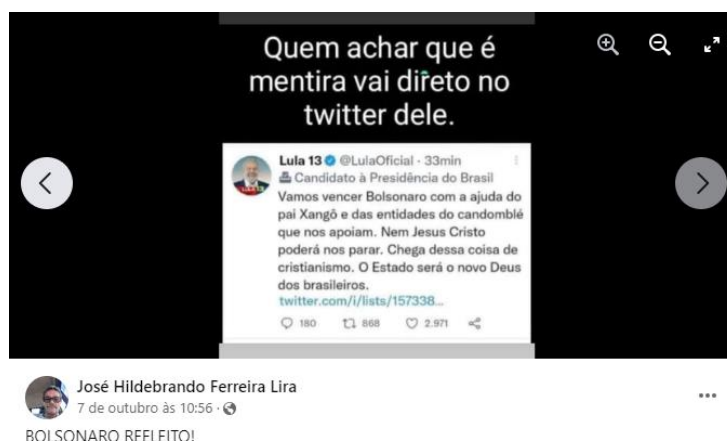 Quem achar que é
mentira vai direto no
twitter dele.
Lula 13 @LulaOficial · 33min
Candidato à Presidência do Brasil
Vamos vencer Bolsonaro com a ajuda do
pai Xangô e das entidades do candomblé
que nos apoiam. Nem Jesus Cristo
poderá nos parar. Chega dessa coisa de
cristianismo. O Estado será o novo Deus
dos brasileiros.
twitter.com/i/lists/157338...
180 868 2.971
José Hildebrando Ferreira Lira
7 de outubro às 10:56 ·
BOLSONARO REELEITO!